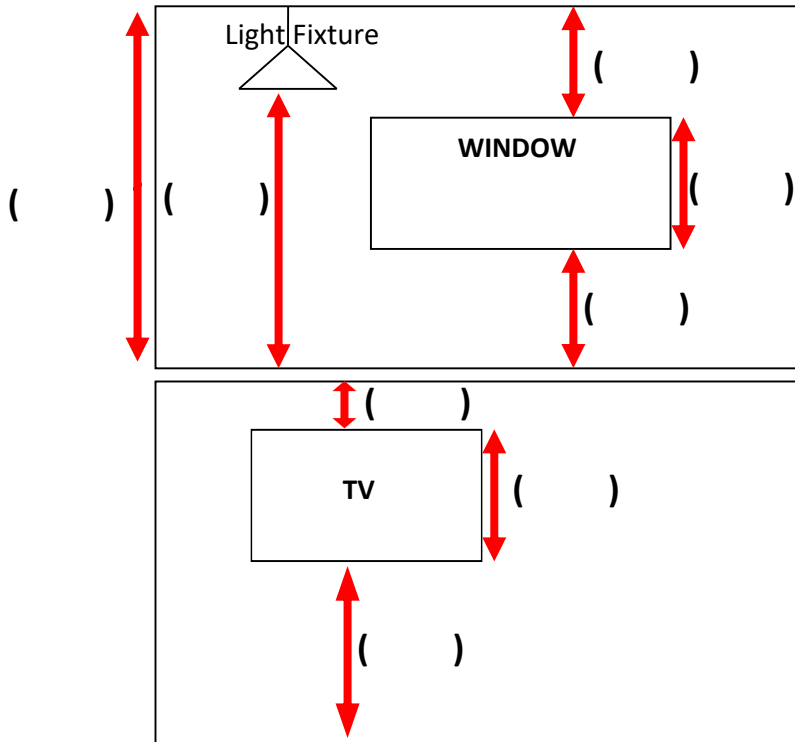 Light Fixture
(        )
WINDOW
(        ) (        ) (        )
(        )
(        )
TV
(        )
(        )